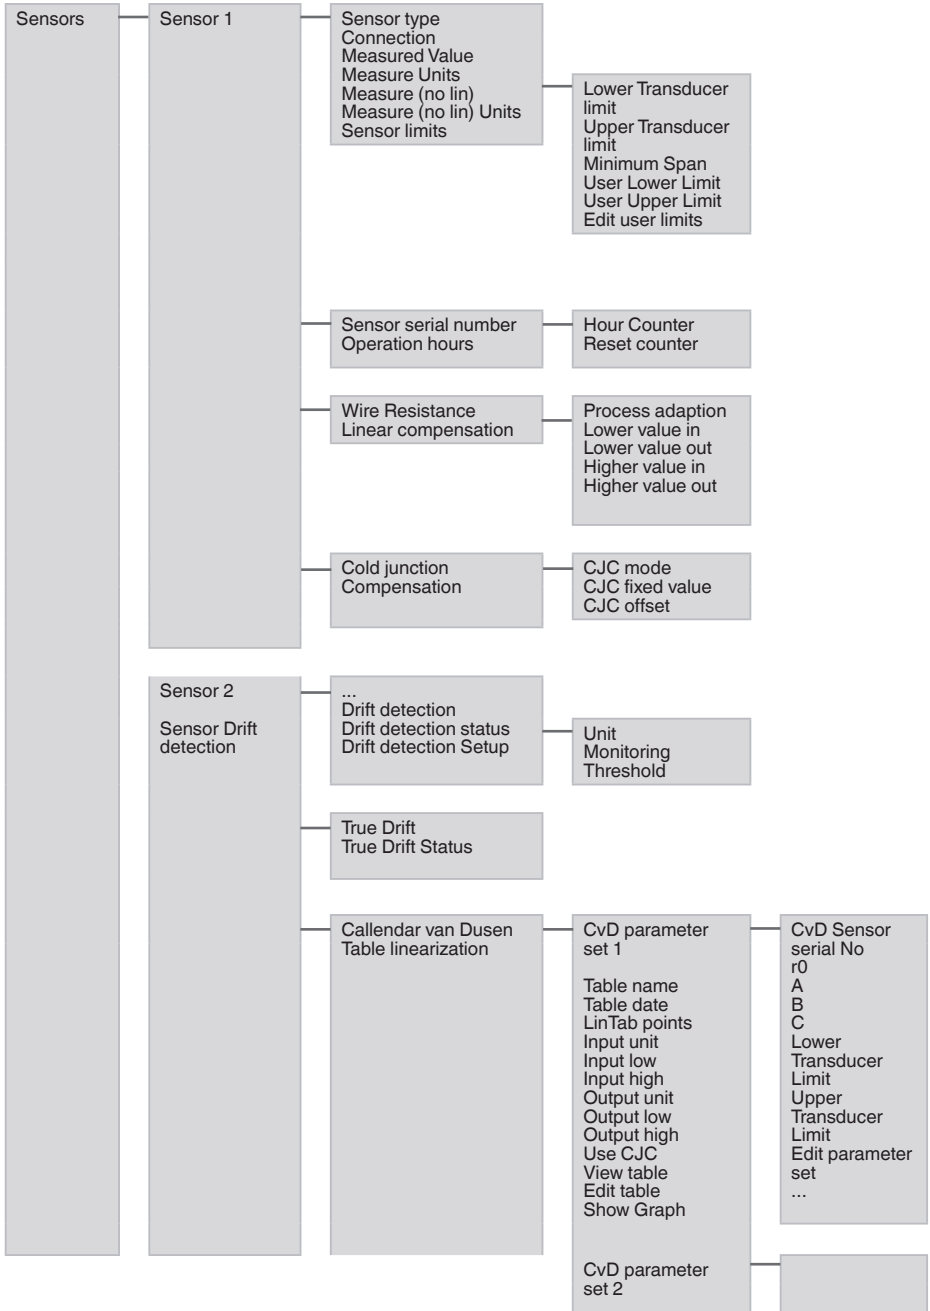 Sensors
Sensor 1
Sensor type
Connection
Measured Value
Measure Units
Measure (no lin)
Measure (no lin) Units
Sensor limits
Lower Transducer
limit
Upper Transducer
limit
Minimum Span
User Lower Limit
User Upper Limit
Edit user limits
Sensor serial number
Operation hours
Hour Counter
Reset counter
Wire Resistance
Linear compensation
Process adaption
Lower value in
Lower value out
Higher value in
Higher value out
Cold junction
Compensation
CJC mode
CJC fixed value
CJC offset
Sensor 2
Sensor Drift
detection
...
Drift detection
Drift detection status
Drift detection Setup
Unit
Monitoring
Threshold
True Drift
True Drift Status
Callendar van Dusen
Table linearization
CvD parameter
set 1
Table name
Table date
LinTab points
Input unit
Input low
Input high
Output unit
Output low
Output high
Use CJC
View table
Edit table
Show Graph
CvD parameter
set 2
CvD Sensor
serial No
r0
A
B
C
Lower
Transducer
Limit
Upper
Transducer
Limit
Edit parameter
set
...